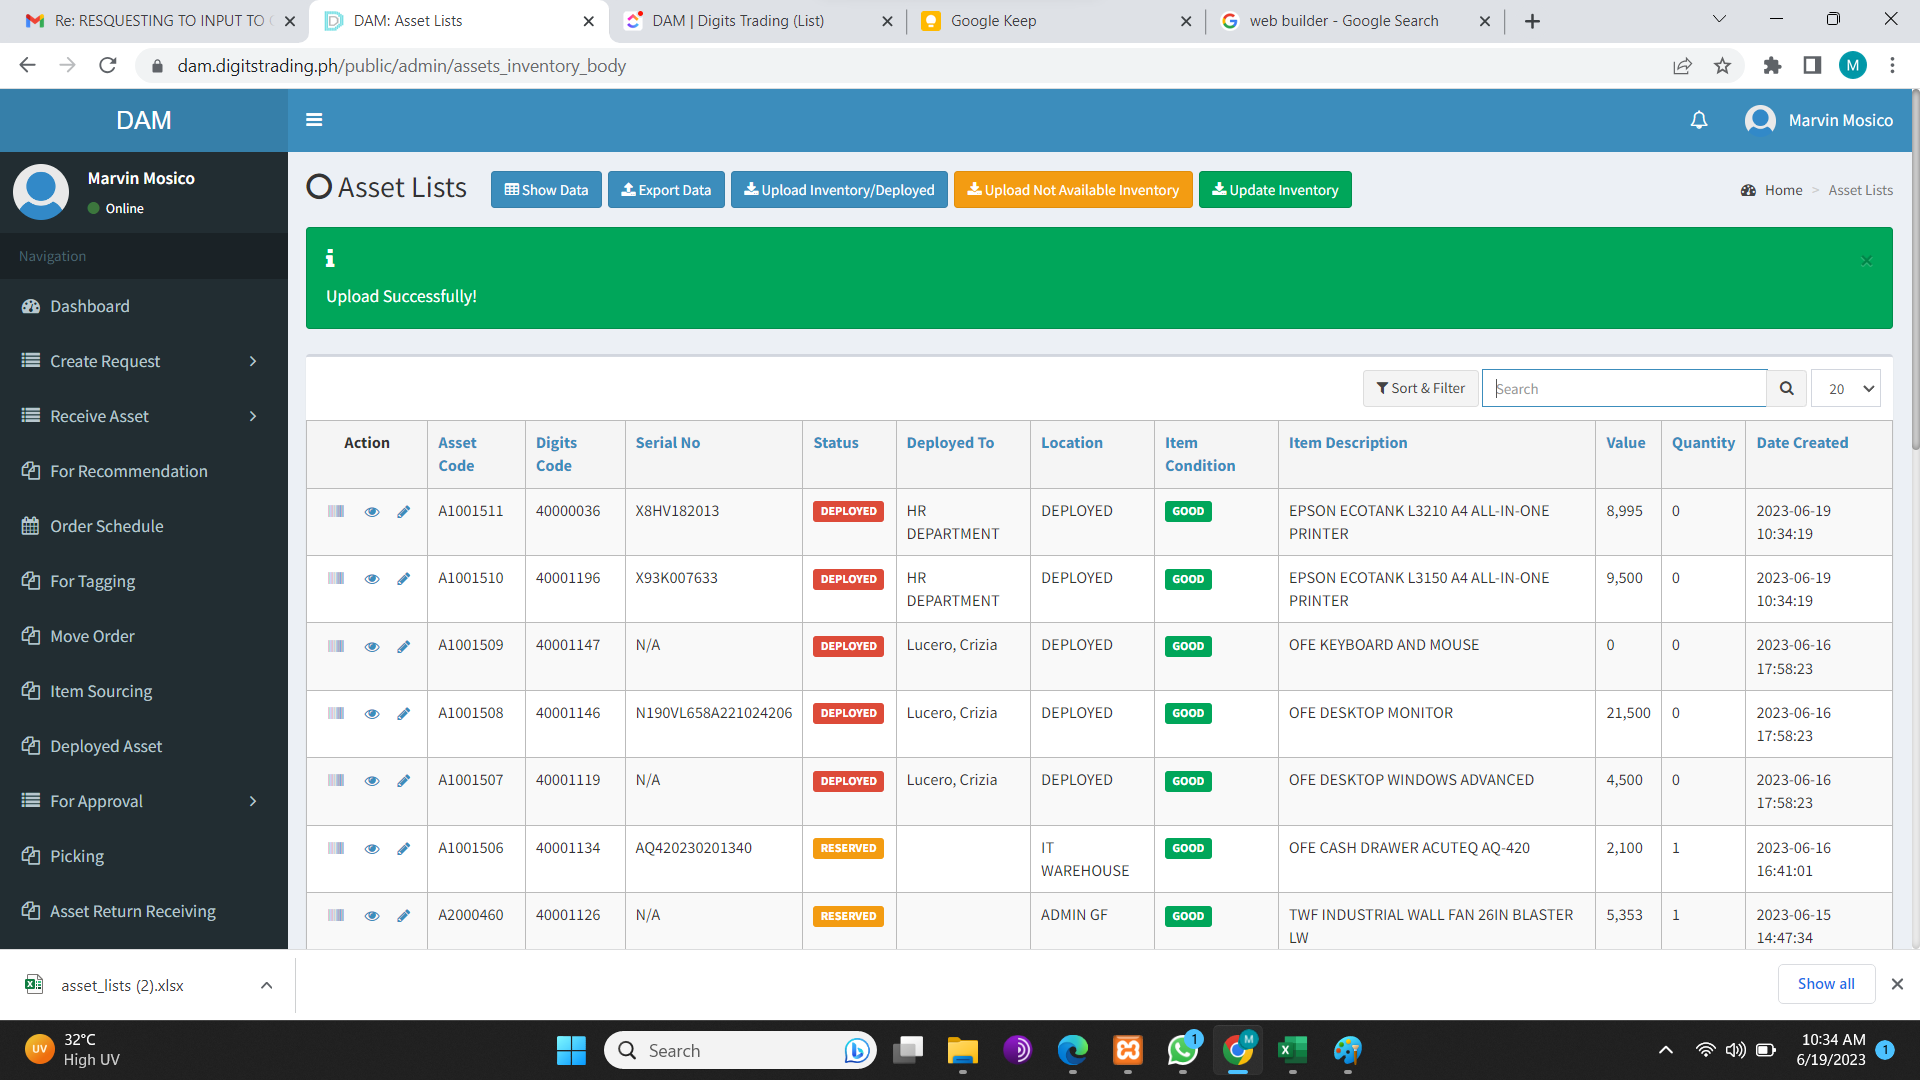 Re: RESQUESTING TO INPUT TO
DAM: Asset Lists
DAM | Digits Trading (List)
Google Keep
web builder - Google Search
dam.digitstrading.ph/public/admin/assets_inventory_body
M
DAM
Marvin Mosico
Marvin Mosico
Online
Navigation
Dashboard
Create Request
Receive Asset
For Recommendation
Order Schedule
For Tagging
Move Order
Item Sourcing
Deployed Asset
For Approval
Picking
Asset Return Receiving
Asset Lists
Show Data
Export Data
Upload Inventory/Deployed
Upload Not Available Inventory
Update Inventory
Home > Asset Lists
×
Upload Successfully!
Sort & Filter
Search
20
Action Asset Code Digits Code Serial No Status Deployed To Location Item Condition Item Description Value Quantity Date Created
A1001511 40000036 X8HV182013 DEPLOYED HR DEPARTMENT DEPLOYED GOOD EPSON ECOTANK L3210 A4 ALL-IN-ONE PRINTER 8,995 0 2023-06-19 10:34:19
A1001510 40001196 X93K007633 DEPLOYED HR DEPARTMENT DEPLOYED GOOD EPSON ECOTANK L3150 A4 ALL-IN-ONE PRINTER 9,500 0 2023-06-19 10:34:19
A1001509 40001147 N/A DEPLOYED Lucero, Crizia DEPLOYED GOOD OFE KEYBOARD AND MOUSE 0 0 2023-06-16 17:58:23
A1001508 40001146 N190VL658A221024206 DEPLOYED Lucero, Crizia DEPLOYED GOOD OFE DESKTOP MONITOR 21,500 0 2023-06-16 17:58:23
A1001507 40001119 N/A DEPLOYED Lucero, Crizia DEPLOYED GOOD OFE DESKTOP WINDOWS ADVANCED 4,500 0 2023-06-16 17:58:23
A1001506 40001134 AQ420230201340 RESERVED IT WAREHOUSE GOOD OFE CASH DRAWER ACUTEQ AQ-420 2,100 1 2023-06-16 16:41:01
A2000460 40001126 N/A RESERVED ADMIN GF GOOD TWF INDUSTRIAL WALL FAN 26IN BLASTER LW 5,353 1 2023-06-15 14:47:34
asset_lists (2).xlsx
Show all
UV
32°C
High UV
Search
1
M
10:34 AM
6/19/2023
1